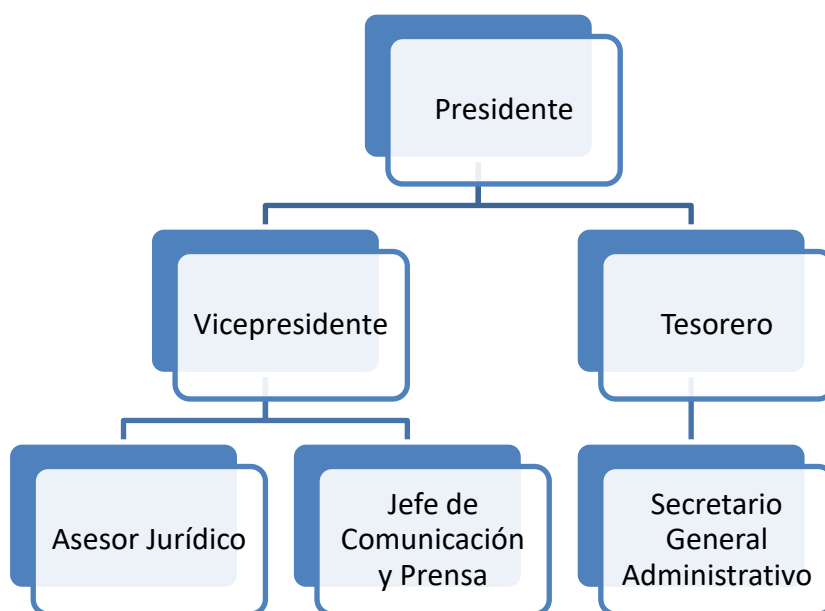 Presidente
Vicepresidente
Tesorero
Asesor Jurídico
Jefe de
Comunicación
y Prensa
Secretario
General
Administrativo